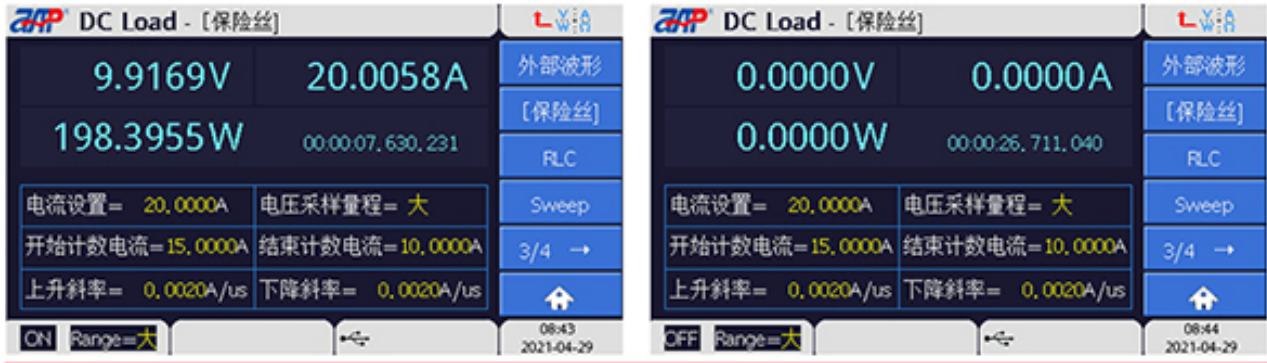 ZAP DC Load - [保险丝]
9.9169V 20.0058A
198.3955W 00:00:07,630,231
电流设置= 20,0000A 电压采样量程= 大
开始计数电流=15,0000A 结束计数电流=10,0000A
上升斜率= 0,0020A/us 下降斜率= 0,0020A/us
外部波形
[保险丝]
RLC
Sweep
3/4 →
ON Range=大
08:43
2021-04-29
ZAP DC Load - [保险丝]
0.0000V 0.0000A
0.0000W 00:00:26,711,040
电流设置= 20,0000A 电压采样量程= 大
开始计数电流=15,0000A 结束计数电流=10,0000A
上升斜率= 0,0020A/us 下降斜率= 0,0020A/us
外部波形
[保险丝]
RLC
Sweep
3/4 →
OFF Range=大
08:44
2021-04-29